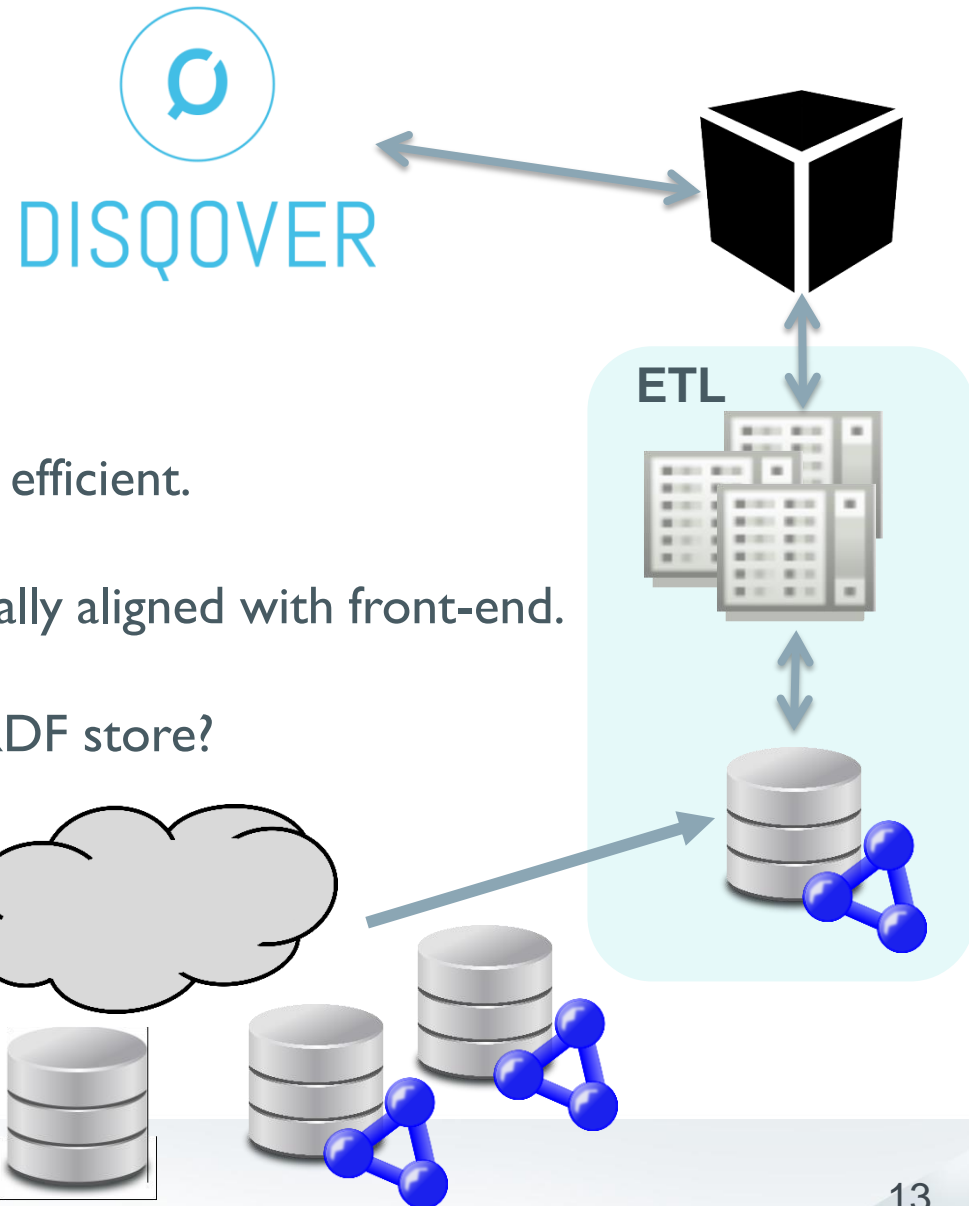 DISQOVER
ETL
efficient.
ally aligned with front-end.
DF store?
13